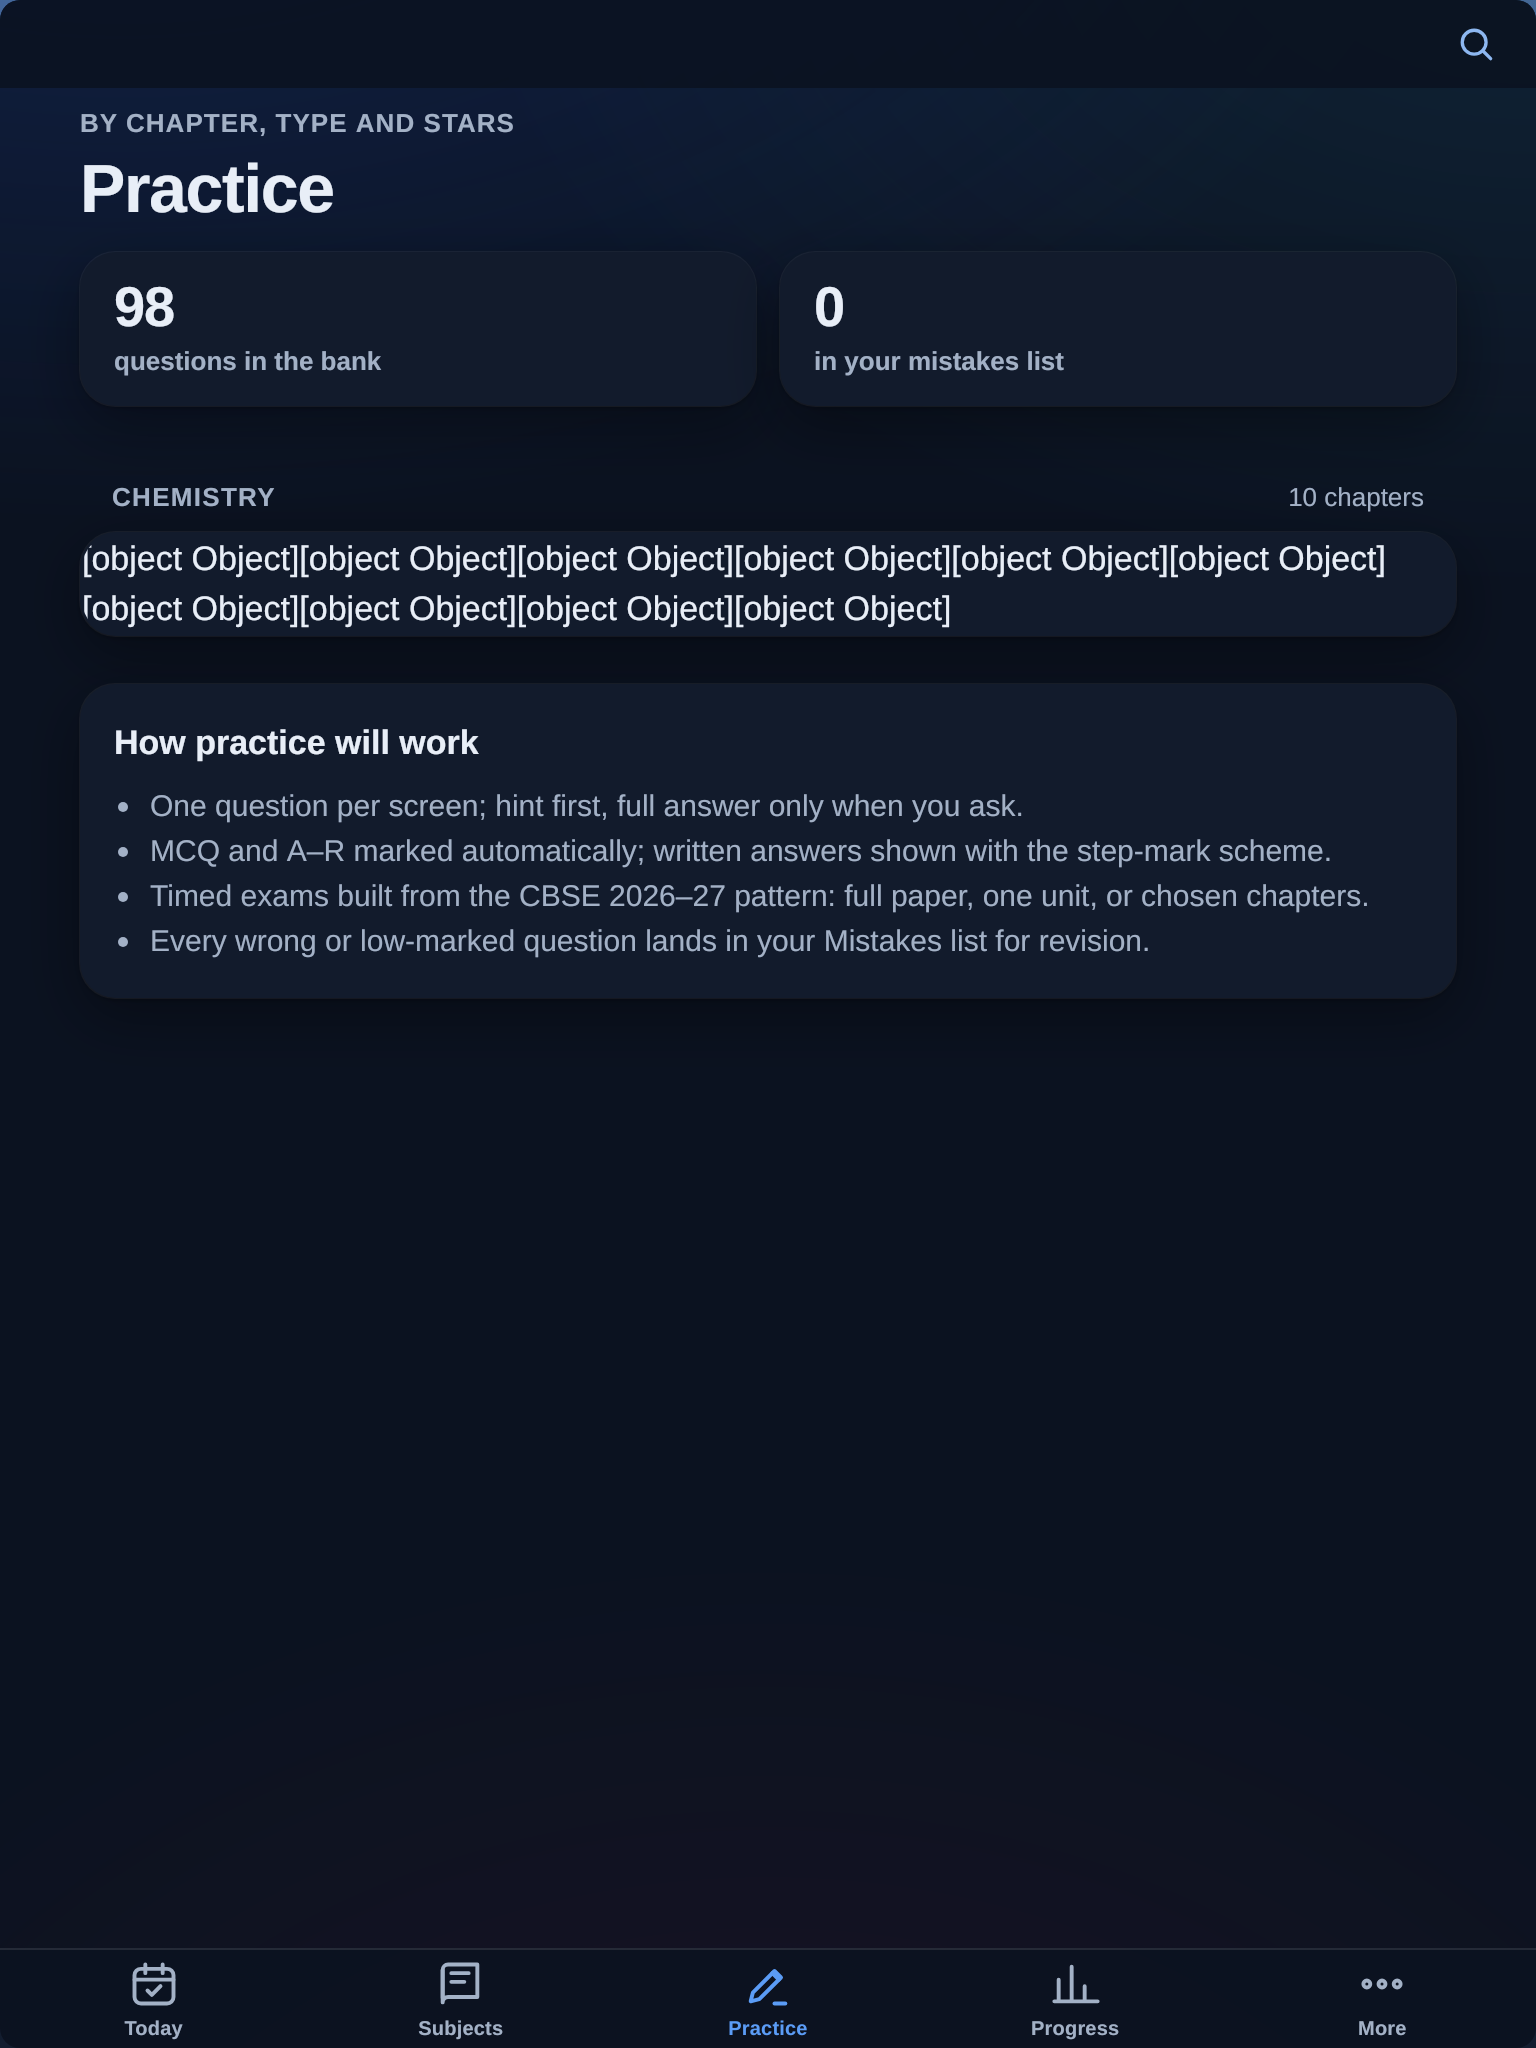 BY CHAPTER, TYPE AND STARS
Practice
98
questions in the bank
0
in your mistakes list
CHEMISTRY
10 chapters
[object Object][object Object][object Object][object Object][object Object][object Object]
[object Object][object Object][object Object][object Object]
How practice will work
• One question per screen; hint first, full answer only when you ask.
• MCQ and A–R marked automatically; written answers shown with the step-mark scheme.
• Timed exams built from the CBSE 2026–27 pattern: full paper, one unit, or chosen chapters.
• Every wrong or low-marked question lands in your Mistakes list for revision.
Today
Subjects
Practice
Progress
More